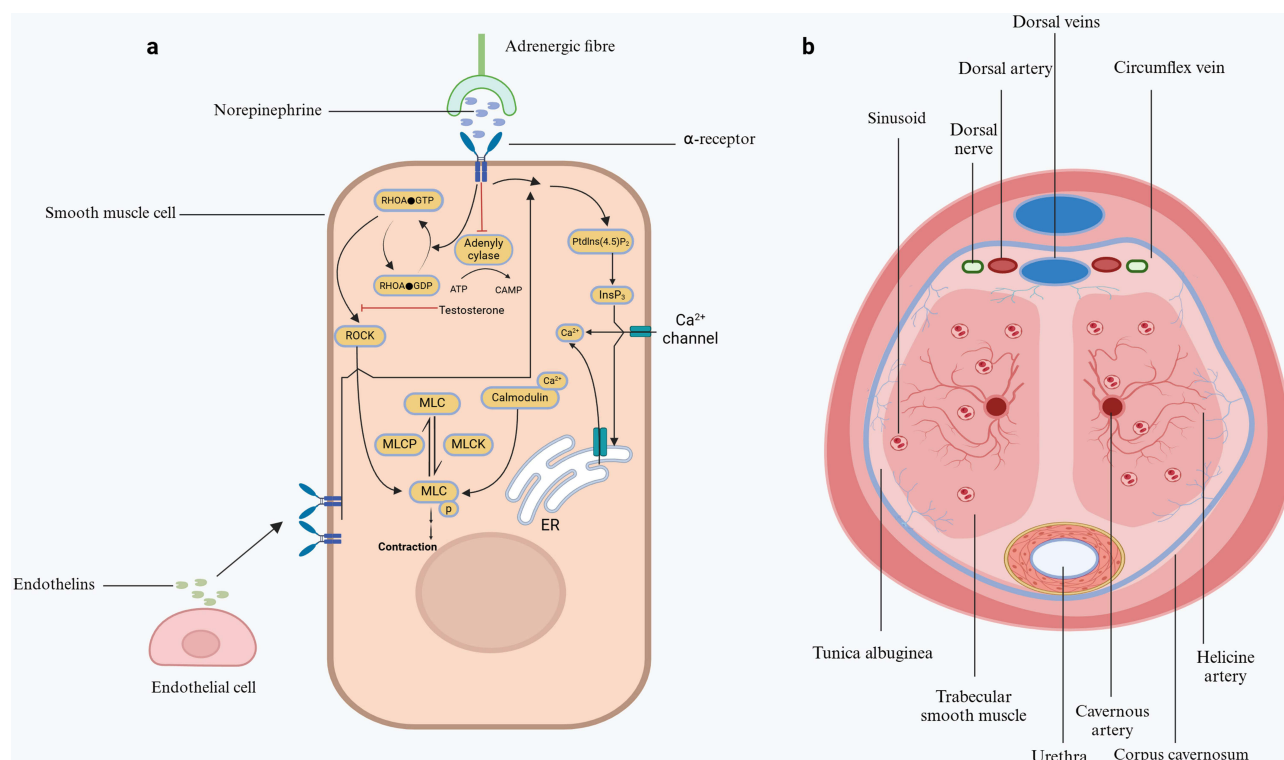 a
Adrenergic fibre
Norepinephrine
α-receptor
Smooth muscle cell
RHOA●GTP
Adenyly
cylase
PtdIns(4.5)P₂
RHOA●GDP
ATP
CAMP
InsP₃
Testosterone
ROCK
Ca²⁺
Ca²⁺
channel
Ca²⁺
Calmodulin
MLC
MLCP
MLCK
MLC
p
ER
Contraction
Endothelins
Endothelial cell
b
Dorsal veins
Dorsal artery
Circumflex vein
Sinusoid
Dorsal
nerve
Tunica albuginea
Helicine
artery
Trabecular
smooth muscle
Cavernous
artery
Urethra
Corpus cavernosum